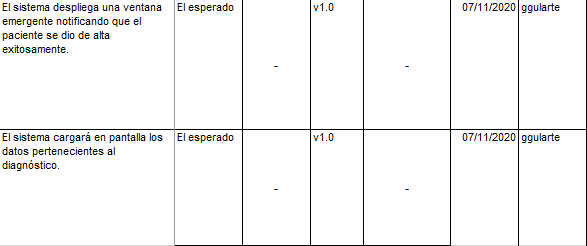 El sistema despliega una ventana
emergente notificando que el
paciente se dio de alta
exitosamente.
El esperado
-
v1.0
-
07/11/2020
ggularte
El sistema cargará en pantalla los
datos pertenecientes al
diagnóstico.
El esperado
-
v1.0
-
07/11/2020
ggularte